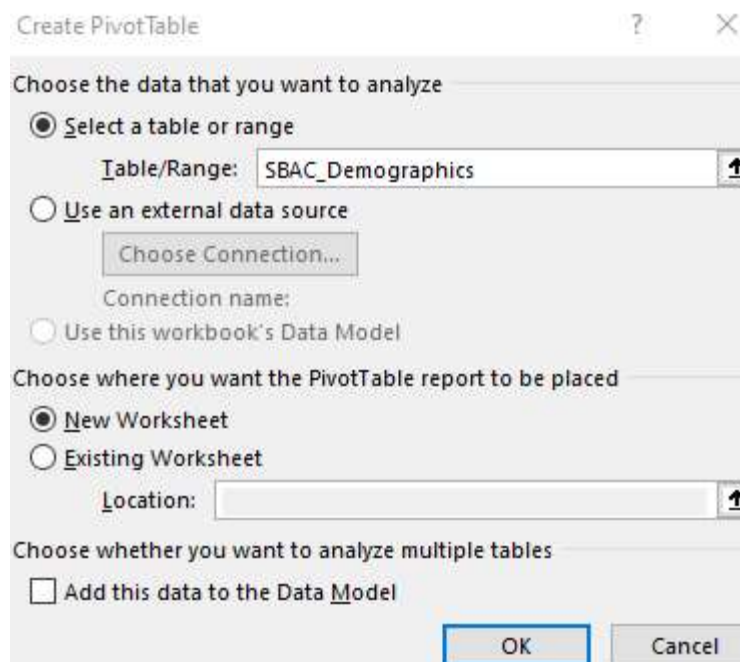 Create PivotTable ? ×
Choose the data that you want to analyze
Select a table or range
Table/Range: SBAC_Demographics
Use an external data source
Choose Connection...
Connection name:
Use this workbook's Data Model
Choose where you want the PivotTable report to be placed
New Worksheet
Existing Worksheet
Location:
Choose whether you want to analyze multiple tables
Add this data to the Data Model
OK Cancel